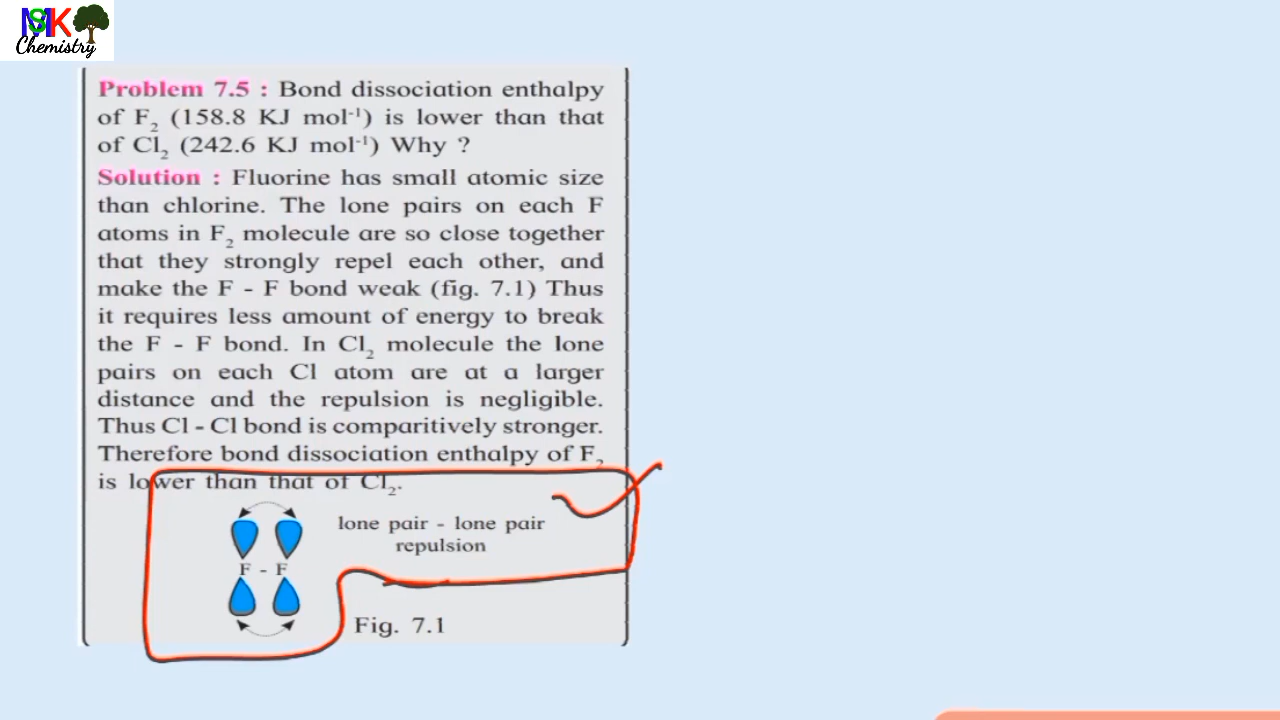 MSK
Chemistry
Problem 7.5 : Bond dissociation enthalpy
of F₂ (158.8 KJ mol⁻¹) is lower than that
of Cl₂ (242.6 KJ mol⁻¹) Why ?
Solution : Fluorine has small atomic size
than chlorine. The lone pairs on each F
atoms in F₂ molecule are so close together
that they strongly repel each other, and
make the F - F bond weak (fig. 7.1) Thus
it requires less amount of energy to break
the F - F bond. In Cl₂ molecule the lone
pairs on each Cl atom are at a larger
distance and the repulsion is negligible.
Thus Cl - Cl bond is comparitively stronger.
Therefore bond dissociation enthalpy of F₂
is lower than that of Cl₂.
lone pair - lone pair
repulsion
F - F
Fig. 7.1